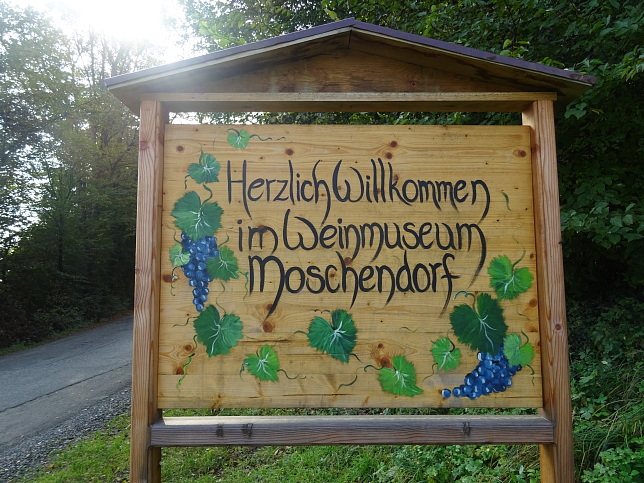 Herzlich Willkommen
im Weinmuseum
Moschendorf